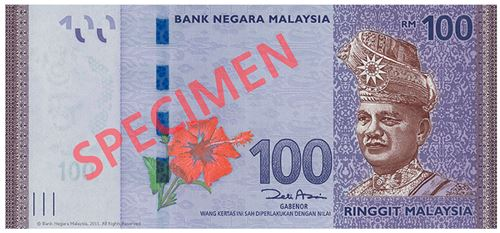 100
BANK NEGARA MALAYSIA
RM 100
SPECIMEN
100
100
GABENOR
WANG KERTAS INI SAH DIPERLAKUKAN DENGAN NILAI
RINGGIT MALAYSIA
© Bank Negara Malaysia, 2011. All Rights Reserved.